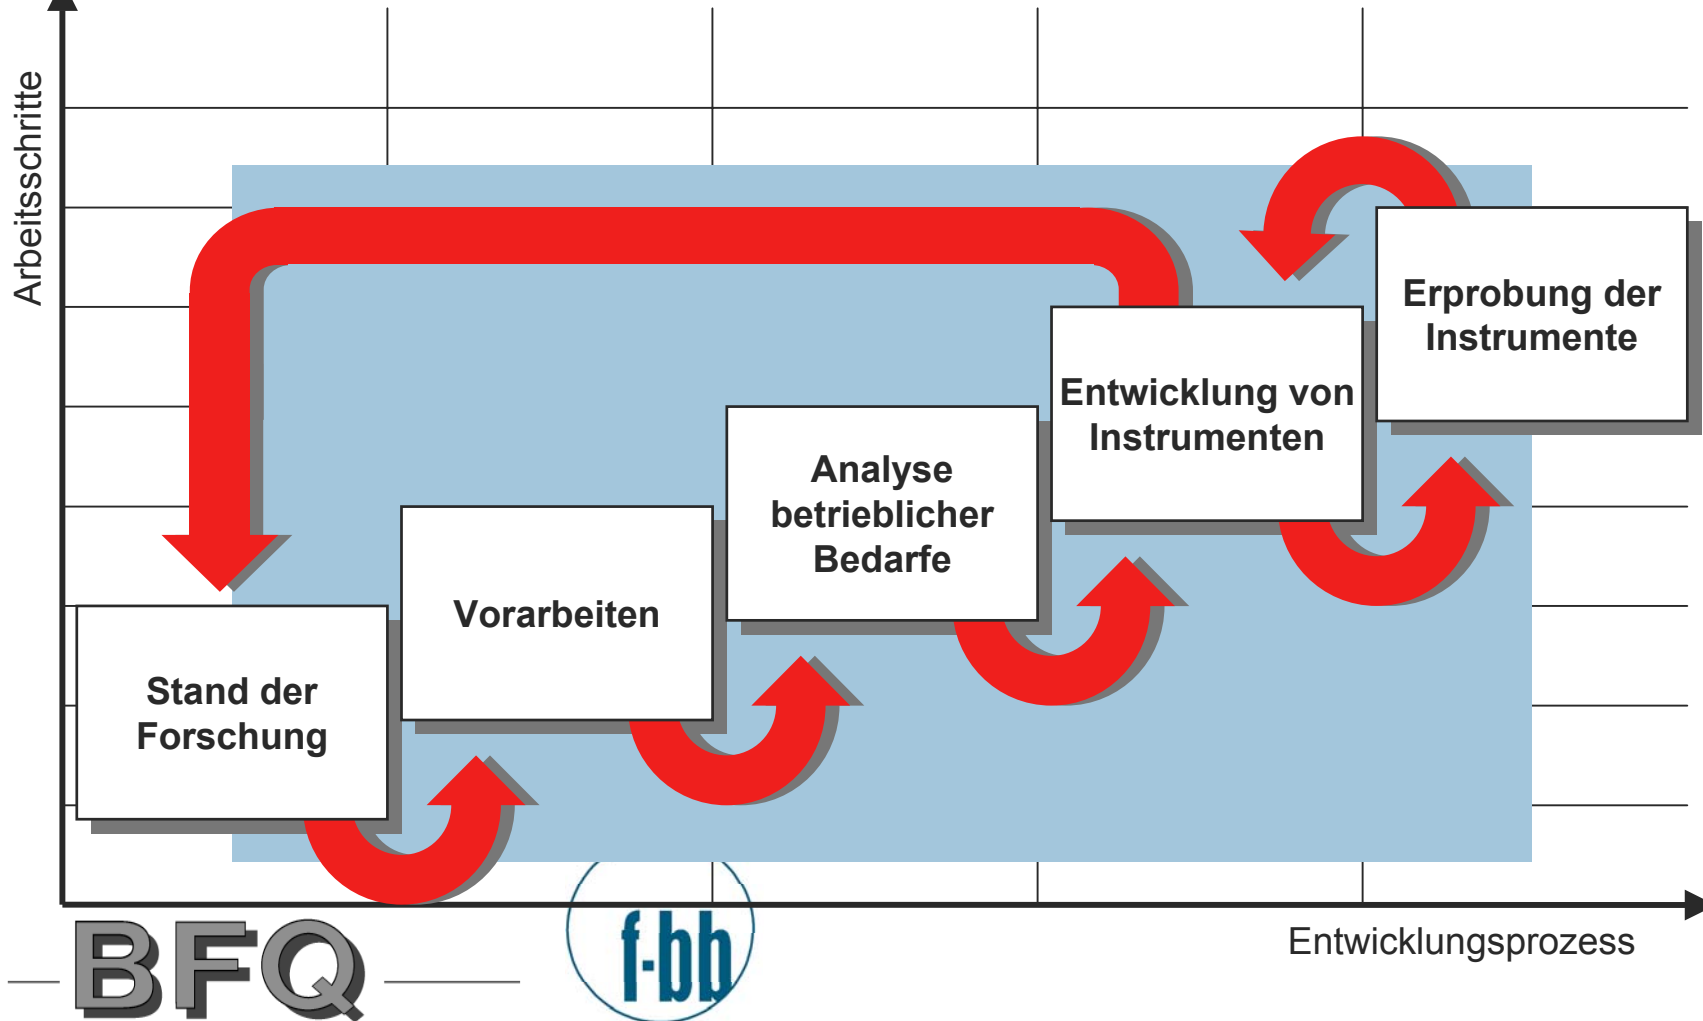 Arbeitsschritte
Erprobung der
Instrumente
Entwicklung von
Instrumenten
Analyse
betrieblicher
Bedarfe
Vorarbeiten
Stand der
Forschung
Entwicklungsprozess
BFQ
f-bb